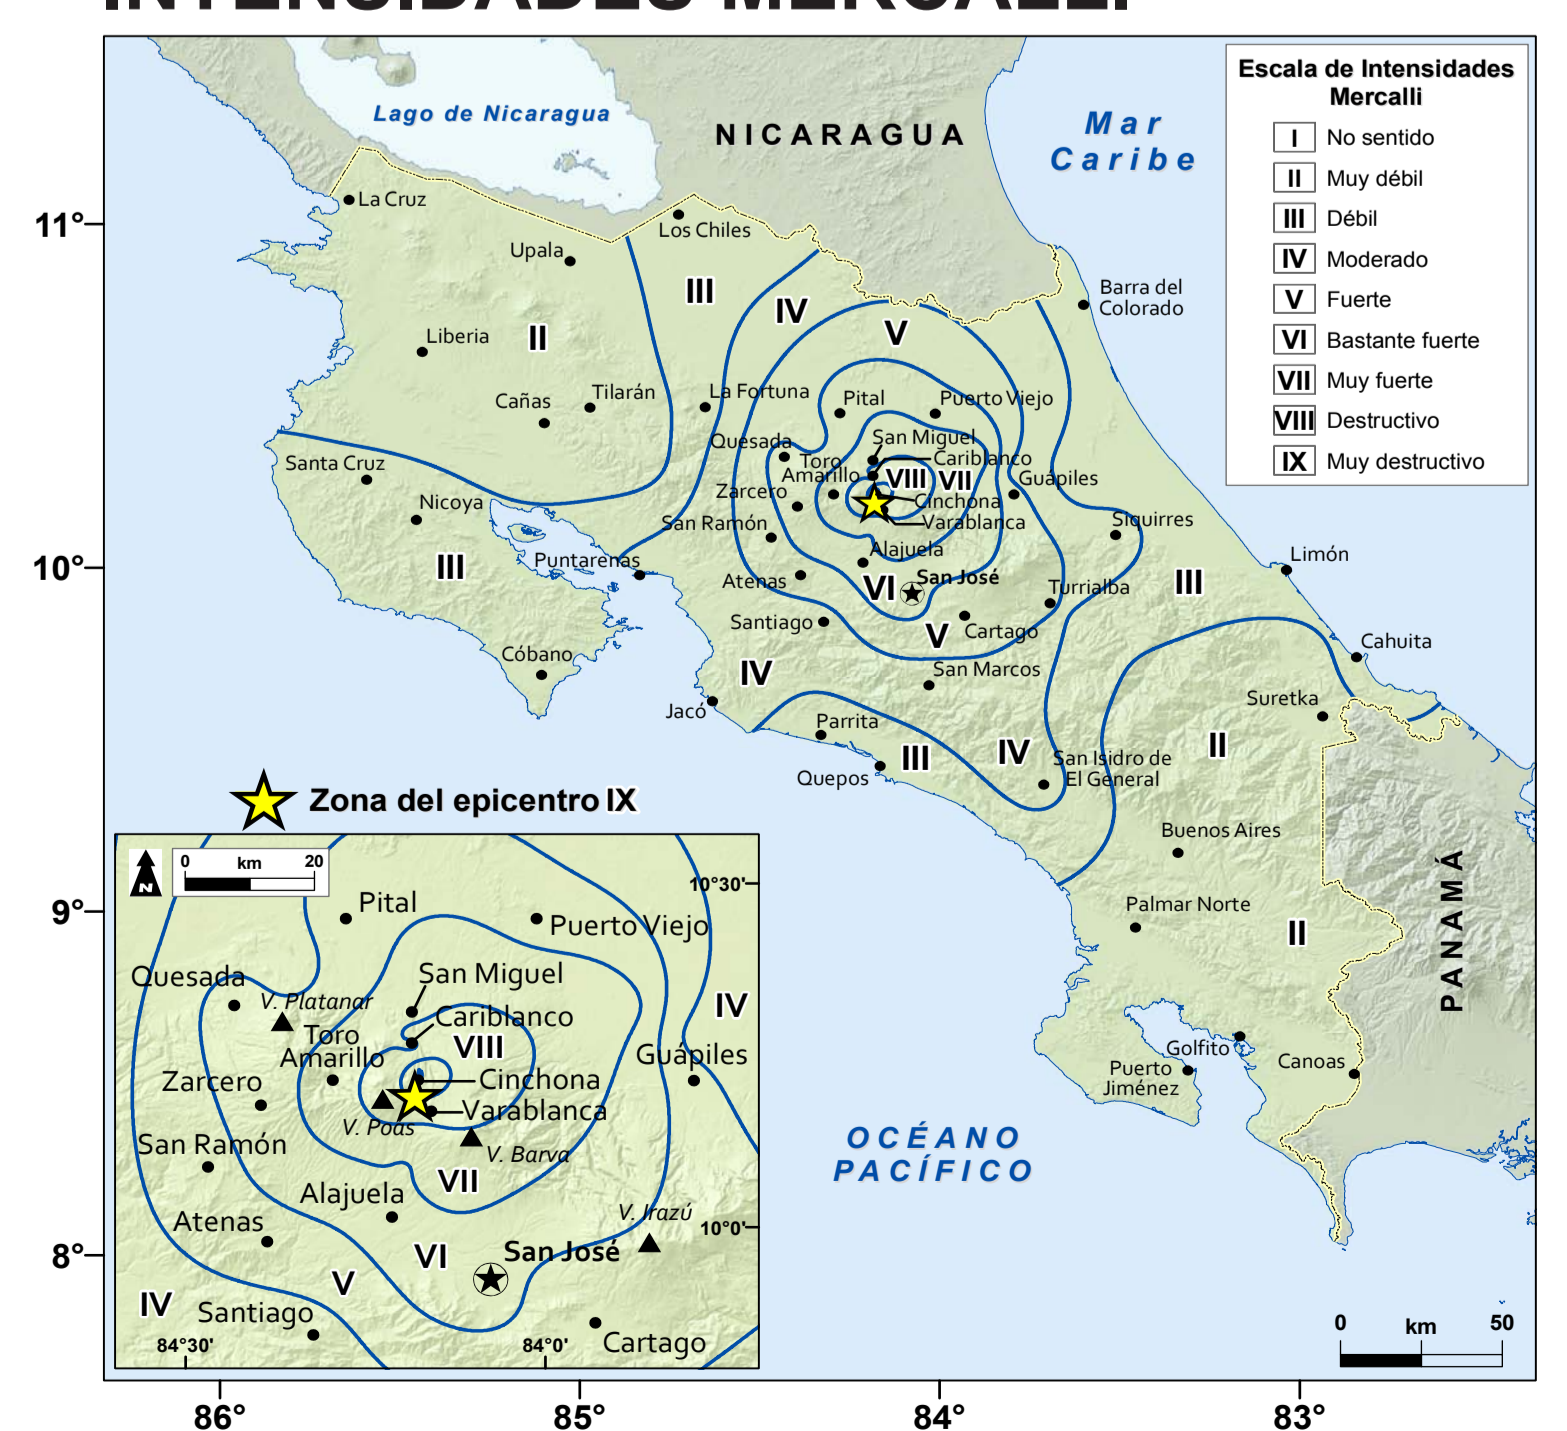 INTENSIDADES MERCALLI
Lago de Nicaragua
NICARAGUA
Mar
Caribe
Escala de Intensidades
Mercalli
I No sentido
II Muy débil
III Débil
IV Moderado
V Fuerte
VI Bastante fuerte
VII Muy fuerte
VIII Destructivo
IX Muy destructivo
11°
10°
9°
8°
La Cruz
Los Chiles
Upala
III
IV
V
Barra del
Colorado
II
Liberia
Tilarán
Cañas
La Fortuna
Pital
Puerto Viejo
Quesada
San Miguel
Toro
Amarillo
Cariblanco
VIII
VII
Guápiles
Santa Cruz
Zarcero
Cinchona
Nicoya
San Ramón
Varablanca
Siquirres
Puntarenas
Alajuela
Limón
III
Atenas
VI
San José
Turrialba
III
Santiago
V
Cartago
Cahuita
Cóbano
IV
San Marcos
Suretka
Jacó
Parrita
III
IV
II
San Isidro de
El General
Quepos
Zona del epicentro IX
Buenos Aires
PANAMÁ
Palmar Norte
II
Golfito
Canoas
Puerto
Jiménez
OCÉANO
PACÍFICO
N
0 km 20
10°30'
Pital
Puerto Viejo
Quesada
San Miguel
V. Platanar
Toro
Amarillo
Cariblanco
IV
VIII
Guápiles
Zarcero
Cinchona
Varablanca
V. Poás
San Ramón
V. Barva
VII
Alajuela
Atenas
V. Irazú
10°0'
VI
San José
V
IV
Santiago
Cartago
84°30'
84°0'
0 km 50
86°
85°
84°
83°